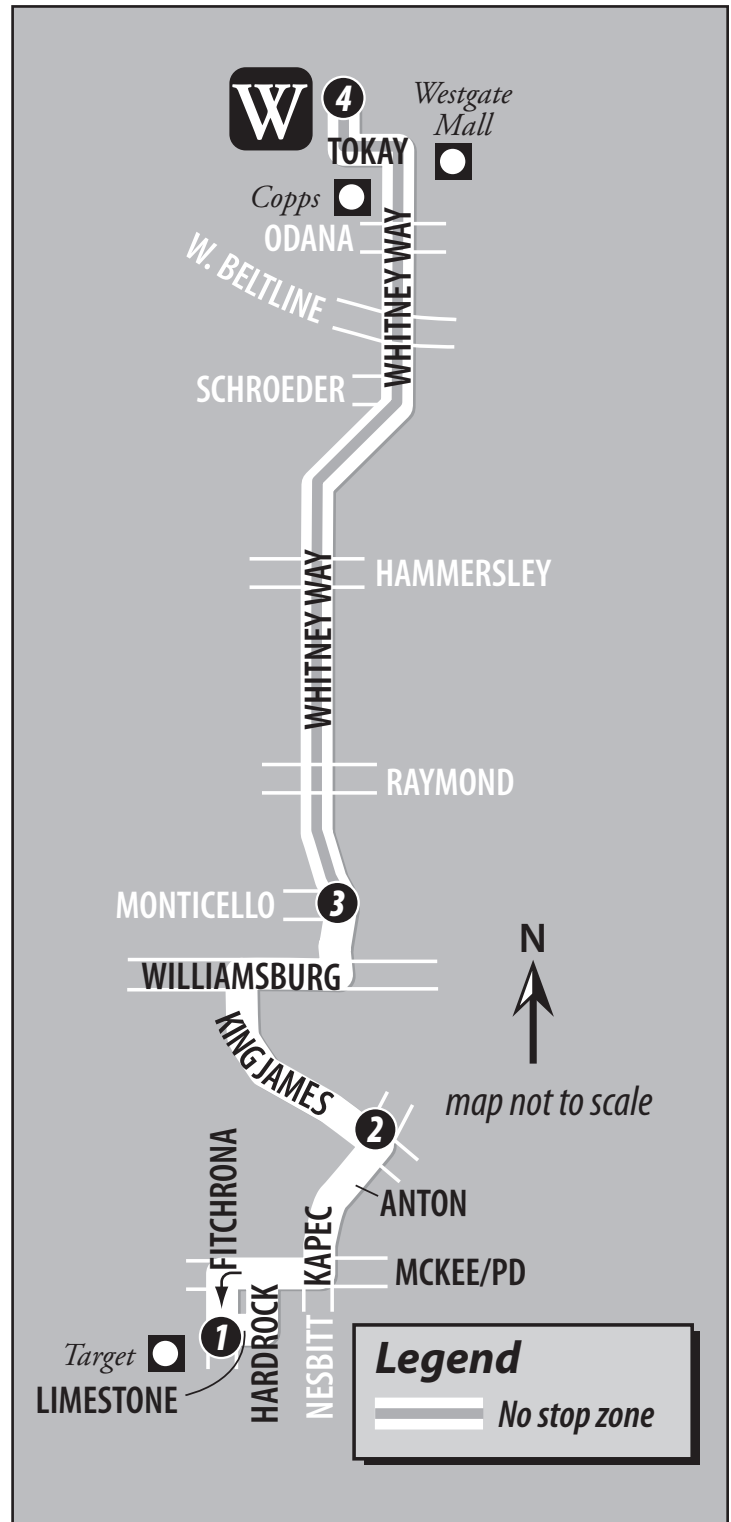 W
4
Westgate
Mall
TOKAY
Copps
ODANA
W. BELTLINE
WHITNEY WAY
SCHROEDER
HAMMERSLEY
WHITNEY WAY
RAYMOND
MONTICELLO
3
N
WILLIAMSBURG
KING JAMES
map not to scale
2
FITCHRONA
ANTON
KAPEC
MCKEE/PD
HARDROCK
NESBITT
1
Target
LIMESTONE
Legend
No stop zone